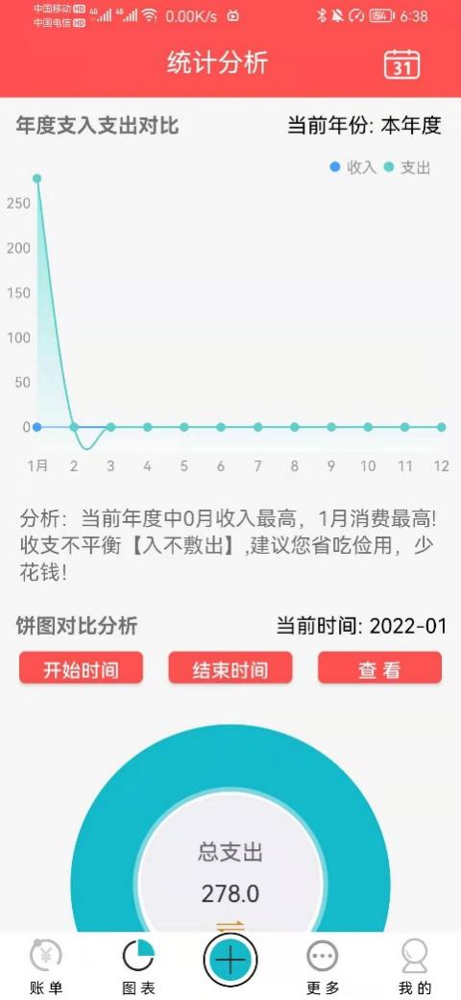 中国移动 HD 4G 4G 0.00K/s 54 6:38
中国电信 HD
统计分析 31
年度支入支出对比 当前年份: 本年度
收入 支出
250
200
150
100
50
0
1月 2 3 4 5 6 7 8 9 10 11 12
分析：当前年度中0月收入最高，1月消费最高!
收支不平衡【入不敷出】,建议您省吃俭用，少
花钱！
饼图对比分析 当前时间: 2022-01
开始时间 结束时间 查 看
总支出
278.0
账 单 图 表 更 多 我 的